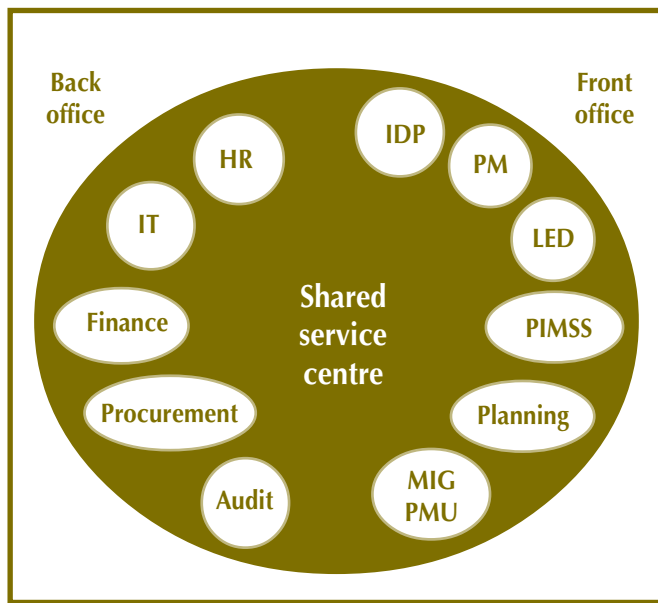 Back
office
Front
office
HR
IDP
PM
IT
LED
Shared
service
centre
Finance
PIMSS
Procurement
Planning
Audit
MIG
PMU